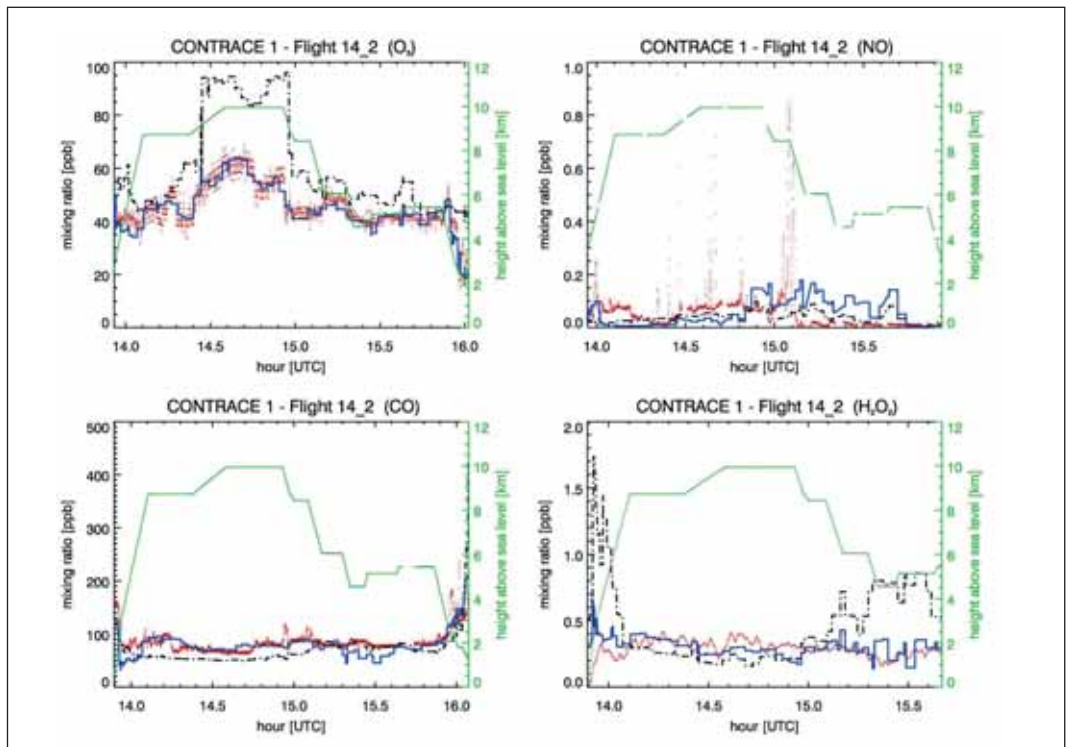 CONTRACE 1 - Flight 14_2 (O₃)
100
80
60
40
20
0
mixing ratio [ppb]
12
10
8
6
4
2
0
height above sea level [km]
14.0 14.5 15.0 15.5 16.0
hour [UTC]
CONTRACE 1 - Flight 14_2 (NO)
1.0
0.8
0.6
0.4
0.2
0.0
mixing ratio [ppb]
12
10
8
6
4
2
0
height above sea level [km]
14.0 14.5 15.0 15.5
hour [UTC]
CONTRACE 1 - Flight 14_2 (CO)
500
400
300
200
100
0
mixing ratio [ppb]
12
10
8
6
4
2
0
height above sea level [km]
14.0 14.5 15.0 15.5 16.0
hour [UTC]
CONTRACE 1 - Flight 14_2 (H₂O₂)
2.0
1.5
1.0
0.5
0.0
mixing ratio [ppb]
12
10
8
6
4
2
0
height above sea level [km]
14.0 14.5 15.0 15.5
hour [UTC]